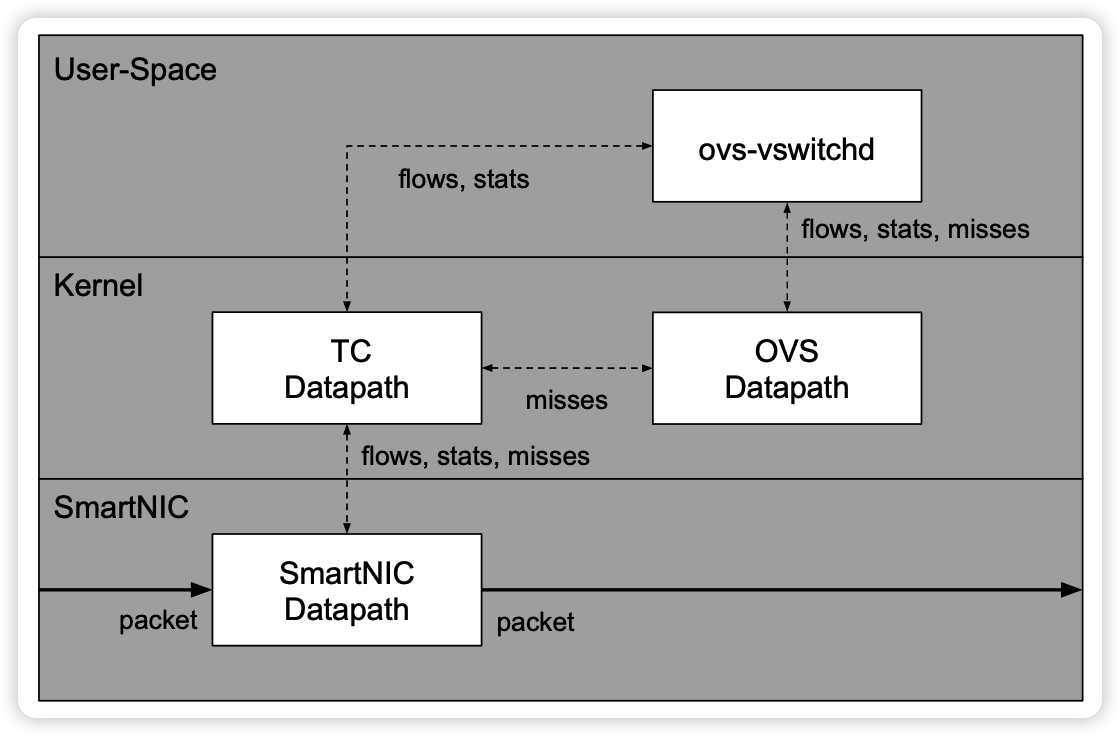 User-Space
ovs-vswitchd
flows, stats
flows, stats, misses
Kernel
TC
Datapath
OVS
Datapath
misses
flows, stats, misses
SmartNIC
SmartNIC
Datapath
packet
packet